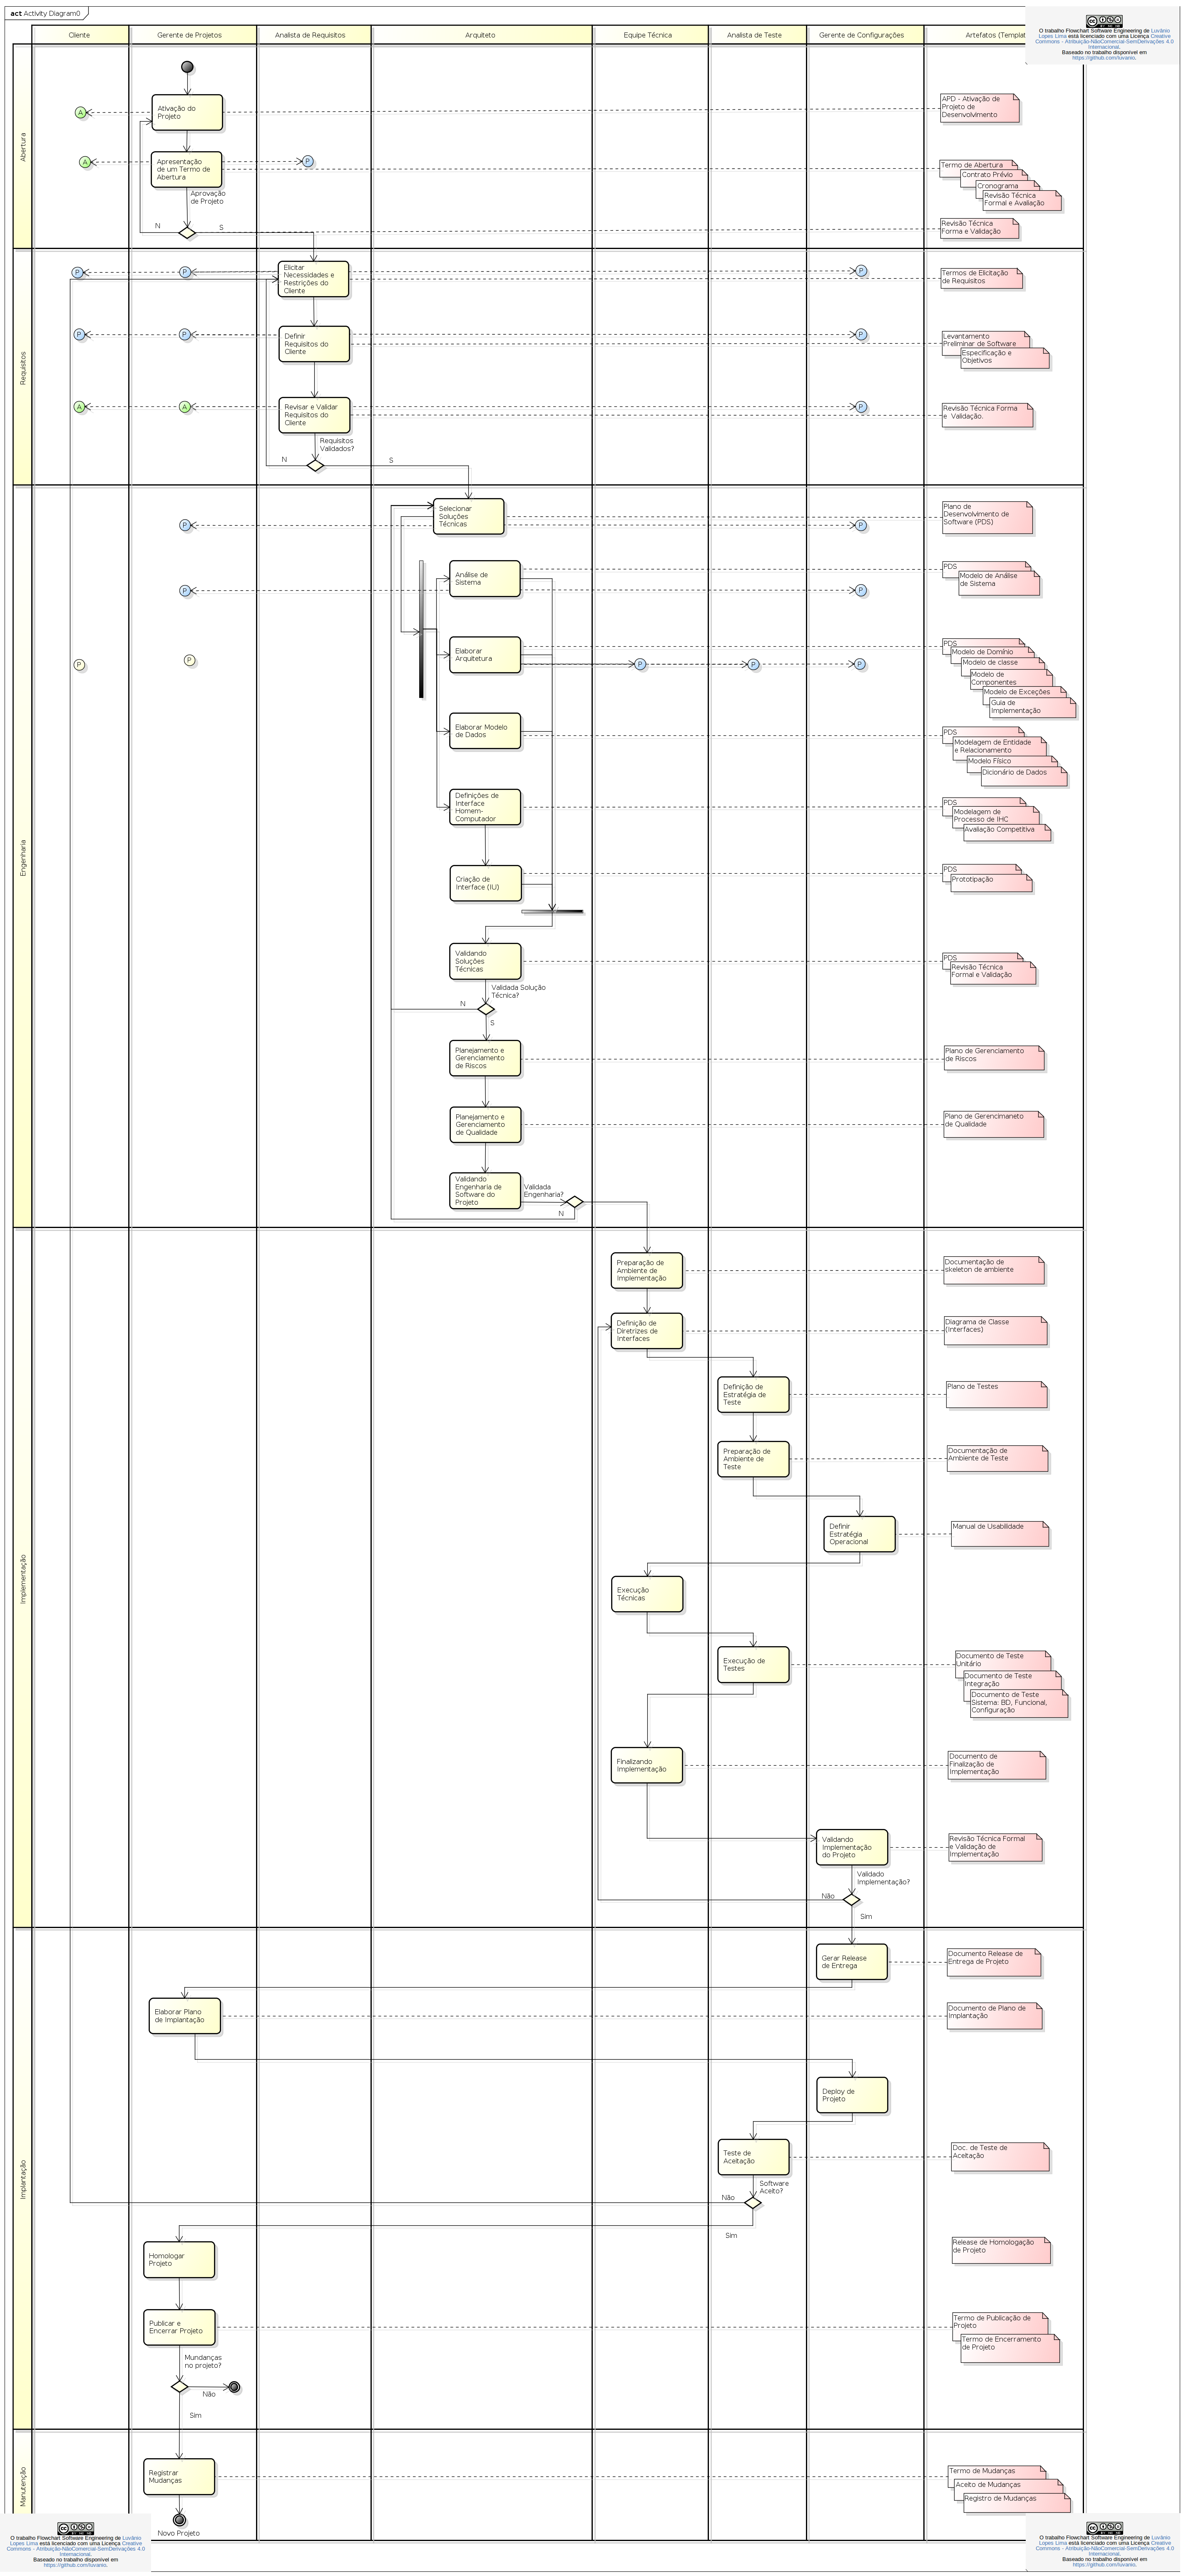 act Activity Diagram0
Cliente
Gerente de Projetos
Analista de Requisitos
Arquiteto
Equipe Técnica
Analista de Teste
Gerente de Configurações
Artefatos (Templat
O trabalho Flowchart Software Engineering de Luvânio
Lopes Lima está licenciado com uma Licença Creative
Commons - Atribuição-NãoComercial-SemDerivações 4.0
Internacional.
Baseado no trabalho disponível em
https://github.com/luvanio.
Abertura
Ativação do
Projeto
A
APD - Ativação de
Projeto de
Desenvolvimento
Apresentação
de um Termo de
Abertura
A
P
Termo de Abertura
Contrato Prévio
Cronograma
Revisão Técnica
Formal e Avaliação
Aprovação
de Projeto
N
S
Revisão Técnica
Forma e Validação
Requisitos
P
P
Elicitar
Necessidades e
Restrições do
Cliente
P
Termos de Elicitação
de Requisitos
P
P
Definir
Requisitos do
Cliente
P
Levantamento
Preliminar de Software
Especificação e
Objetivos
A
A
Revisar e Validar
Requisitos do
Cliente
P
Revisão Técnica Forma
e Validação.
Requisitos
Validados?
N
S
Engenharia
P
Selecionar
Soluções
Técnicas
P
Plano de
Desenvolvimento de
Software (PDS)
P
Análise de
Sistema
P
PDS
Modelo de Análise
de Sistema
P
P
Elaborar
Arquitetura
P
P
P
PDS
Modelo de Domínio
Modelo de classe
Modelo de
Componentes
Modelo de Exceções
Guia de
Implementação
Elaborar Modelo
de Dados
PDS
Modelagem de Entidade
e Relacionamento
Modelo Físico
Dicionário de Dados
Definições de
Interface
Homem-
Computador
PDS
Modelagem de
Processo de IHC
Avaliação Competitiva
Criação de
Interface (IU)
PDS
Prototipação
Validando
Soluções
Técnicas
PDS
Revisão Técnica
Formal e Validação
Validada Solução
Técnica?
N
S
Planejamento e
Gerenciamento
de Riscos
Plano de Gerenciamento
de Riscos
Planejamento e
Gerenciamento
de Qualidade
Plano de Gerencimaneto
de Qualidade
Validando
Engenharia de
Software do
Projeto
Validada
Engenharia?
N
Implementação
Preparação de
Ambiente de
Implementação
Documentação de
skeleton de ambiente
Definição de
Diretrizes de
Interfaces
Diagrama de Classe
(Interfaces)
Definição de
Estratégia de
Teste
Plano de Testes
Preparação de
Ambiente de
Teste
Documentação de
Ambiente de Teste
Definir
Estratégia
Operacional
Manual de Usabilidade
Execução
Técnicas
Execução de
Testes
Documento de Teste
Unitário
Documento de Teste
Integração
Documento de Teste
Sistema: BD, Funcional,
Configuração
Finalizando
Implementação
Documento de
Finalização de
Implementação
Validando
Implementação
do Projeto
Revisão Técnica Formal
e Validação de
Implementação
Validado
Implementação?
Não
Sim
Implantação
Gerar Release
de Entrega
Documento Release de
Entrega de Projeto
Elaborar Plano
de Implantação
Documento de Plano de
Implantação
Deploy de
Projeto
Teste de
Aceitação
Doc. de Teste de
Aceitação
Software
Aceito?
Não
Sim
Homologar
Projeto
Release de Homologação
de Projeto
Publicar e
Encerrar Projeto
Termo de Publicação de
Projeto
Termo de Encerramento
de Projeto
Mundanças
no projeto?
Não
Sim
Manutenção
Registrar
Mudanças
Termo de Mudanças
Aceito de Mudanças
Registro de Mudanças
Novo Projeto
O trabalho Flowchart Software Engineering de Luvânio
Lopes Lima está licenciado com uma Licença Creative
Commons - Atribuição-NãoComercial-SemDerivações 4.0
Internacional.
Baseado no trabalho disponível em
https://github.com/luvanio.
O trabalho Flowchart Software Engineering de Luvânio
Lopes Lima está licenciado com uma Licença Creative
Commons - Atribuição-NãoComercial-SemDerivações 4.0
Internacional.
Baseado no trabalho disponível em
https://github.com/luvanio.